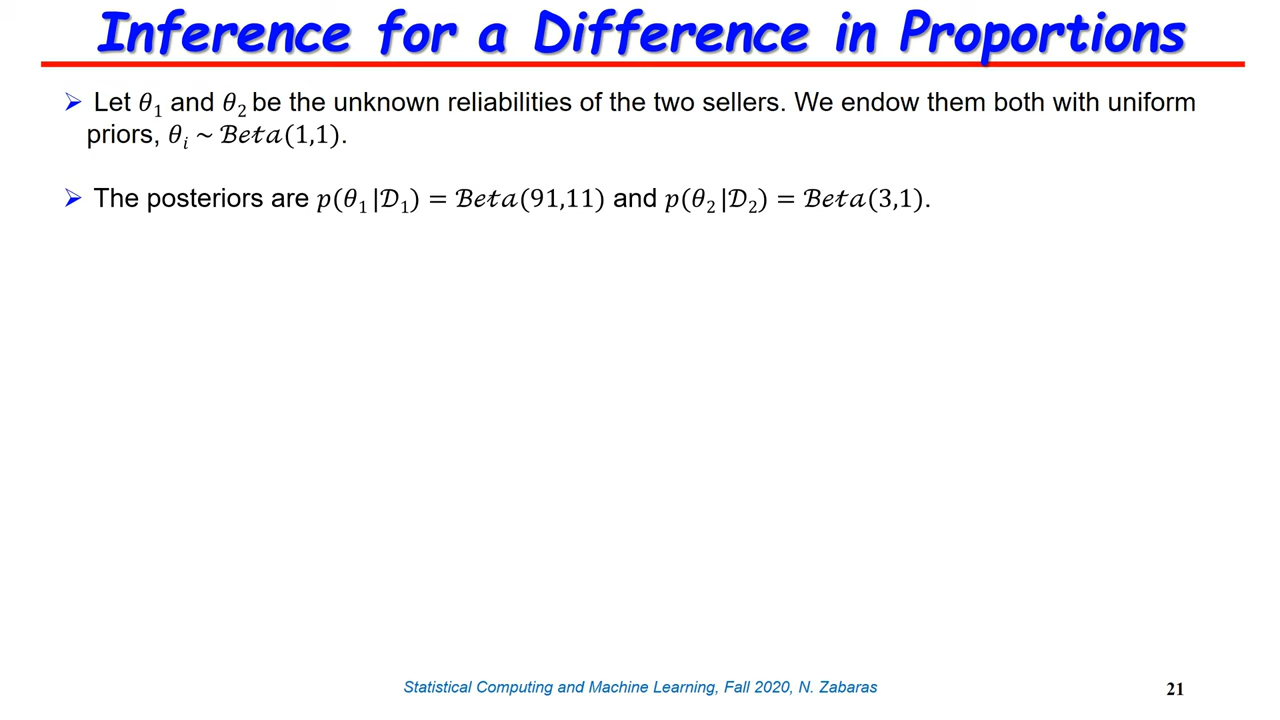 Inference for a Difference in Proportions
➢ Let 𝜃₁ and 𝜃₂ be the unknown reliabilities of the two sellers. We endow them both with uniform
priors, 𝜃ᵢ ~ ℬ𝑒𝑡𝑎(1,1).
➢ The posteriors are 𝑝(𝜃₁|𝒟₁) = ℬ𝑒𝑡𝑎(91,11) and 𝑝(𝜃₂|𝒟₂) = ℬ𝑒𝑡𝑎(3,1).
Statistical Computing and Machine Learning, Fall 2020, N. Zabaras
21